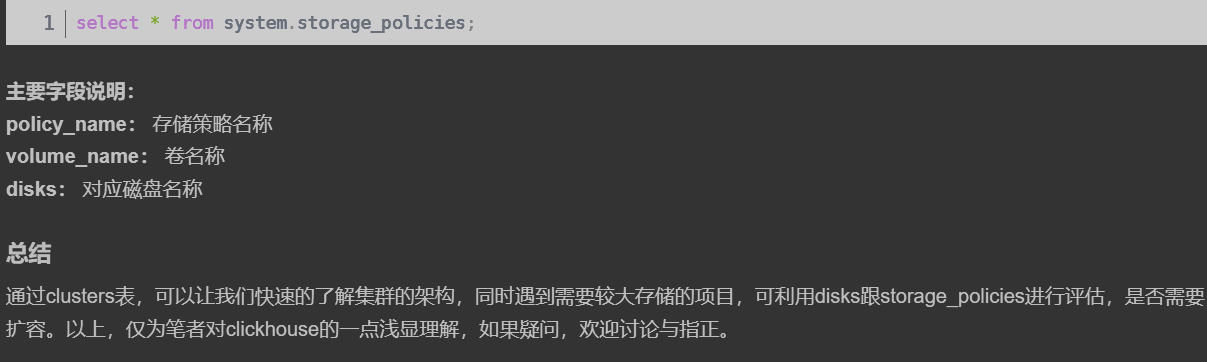 1 select * from system.storage_policies;
主要字段说明：
policy_name： 存储策略名称
volume_name： 卷名称
disks： 对应磁盘名称
总结
通过clusters表，可以让我们快速的了解集群的架构，同时遇到需要较大存储的项目，可利用disks跟storage_policies进行评估，是否需要
扩容。以上，仅为笔者对clickhouse的一点浅显理解，如果疑问，欢迎讨论与指正。